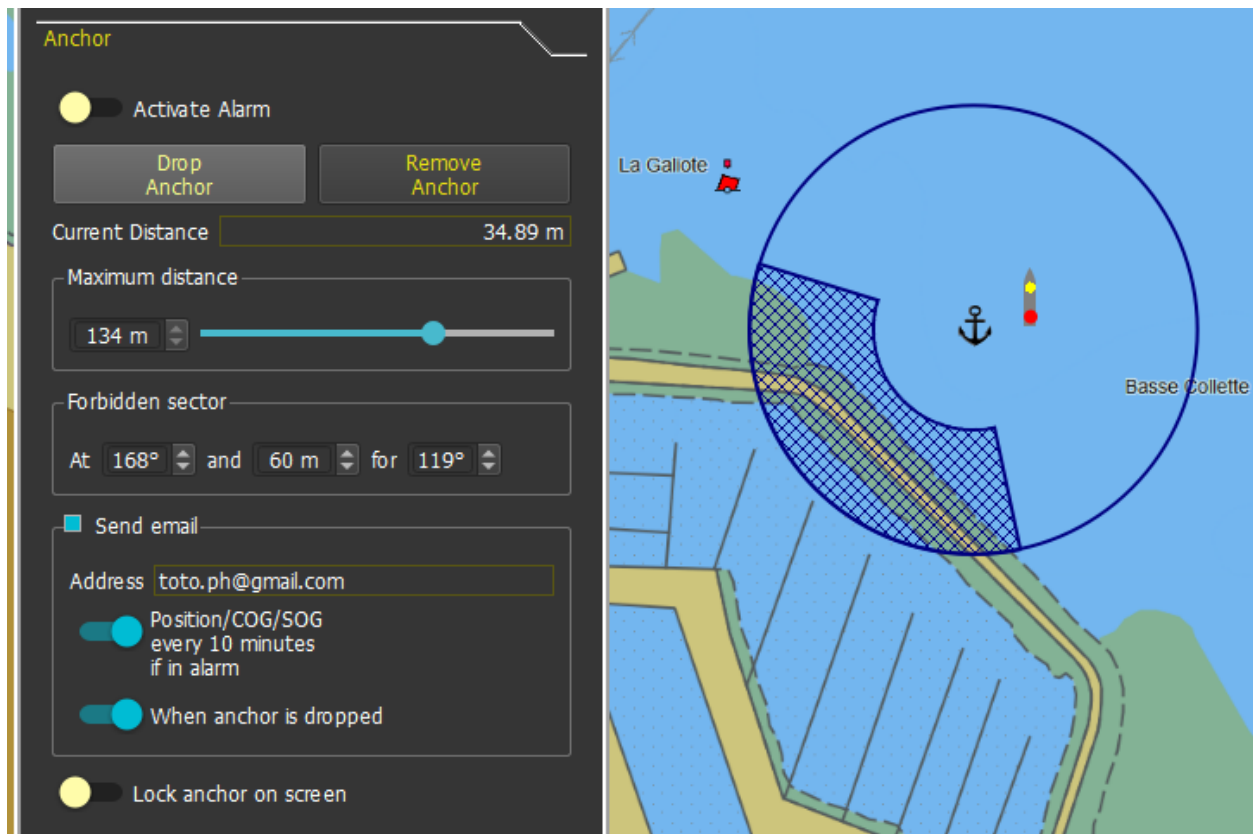 Anchor
Activate Alarm
Drop
Anchor
Remove
Anchor
Current Distance 34.89 m
Maximum distance
134 m
Forbidden sector
At 168° and 60 m for 119°
Send email
Address toto.ph@gmail.com
Position/COG/SOG
every 10 minutes
if in alarm
When anchor is dropped
Lock anchor on screen
La Galiote
Basse Collette